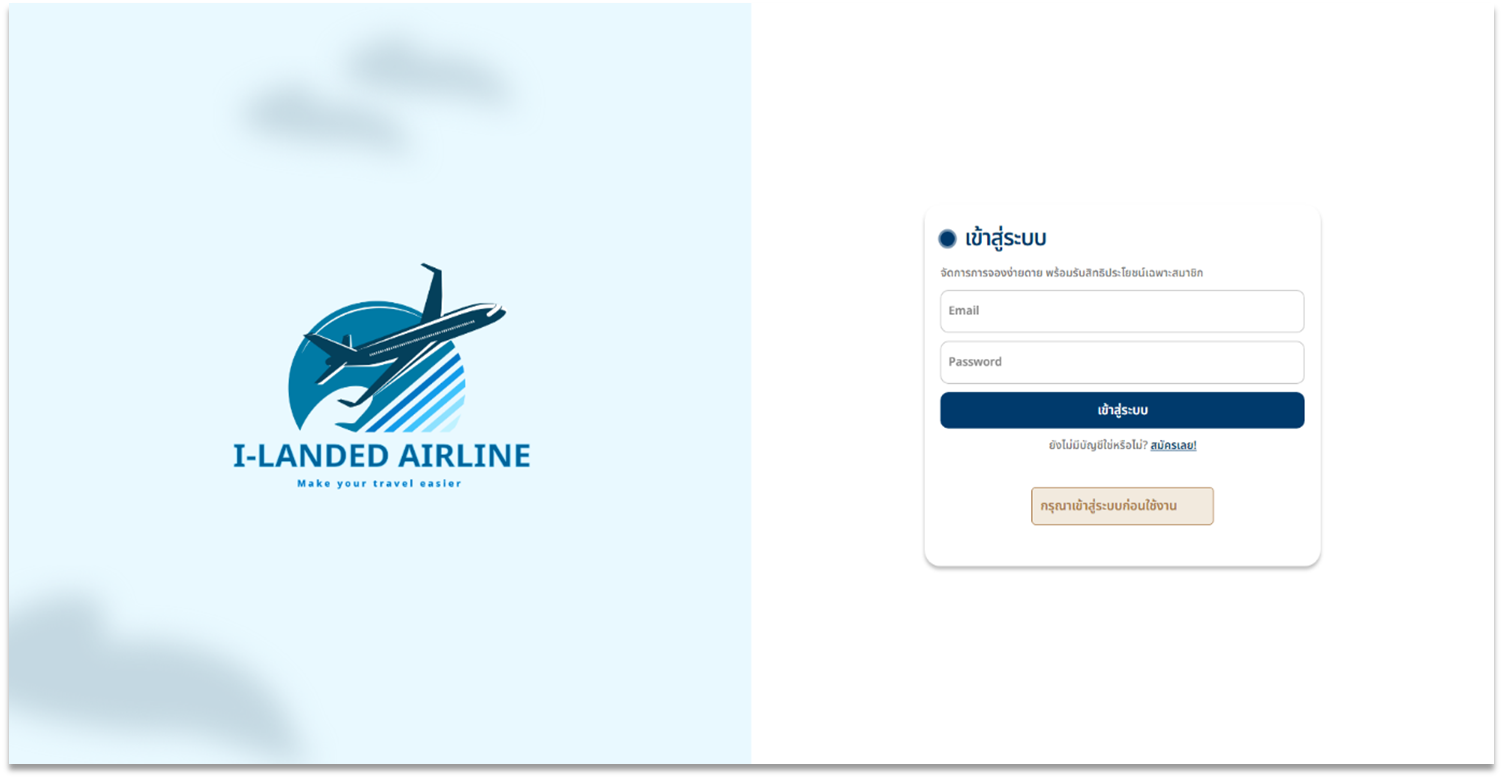 I-LANDED AIRLINE
Make your travel easier
เข้าสู่ระบบ
จัดการการจองง่ายดาย พร้อมรับสิทธิประโยชน์เฉพาะสมาชิก
Email
Password
เข้าสู่ระบบ
ยังไม่มีบัญชีใช่หรือไม่? สมัครเลย!
กรุณาเข้าสู่ระบบก่อนใช้งาน